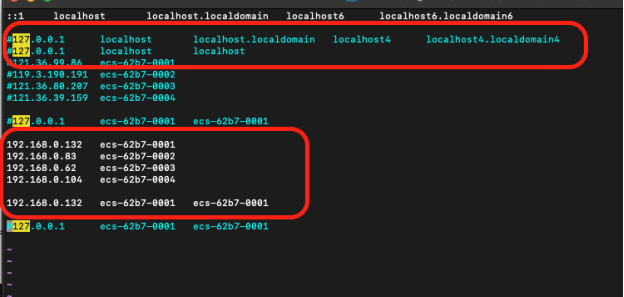 ::1 localhost localhost.localdomain localhost6 localhost6.localdomain6
#127.0.0.1 localhost localhost.localdomain localhost4 localhost4.localdomain4
#127.0.0.1 localhost localhost
#121.36.99.86 ecs-62b7-0001
#119.3.190.191 ecs-62b7-0002
#121.36.80.207 ecs-62b7-0003
#121.36.39.159 ecs-62b7-0004
#127.0.0.1 ecs-62b7-0001 ecs-62b7-0001
192.168.0.132 ecs-62b7-0001
192.168.0.83 ecs-62b7-0002
192.168.0.62 ecs-62b7-0003
192.168.0.104 ecs-62b7-0004
192.168.0.132 ecs-62b7-0001 ecs-62b7-0001
#127.0.0.1 ecs-62b7-0001 ecs-62b7-0001
~
~
~
~
~